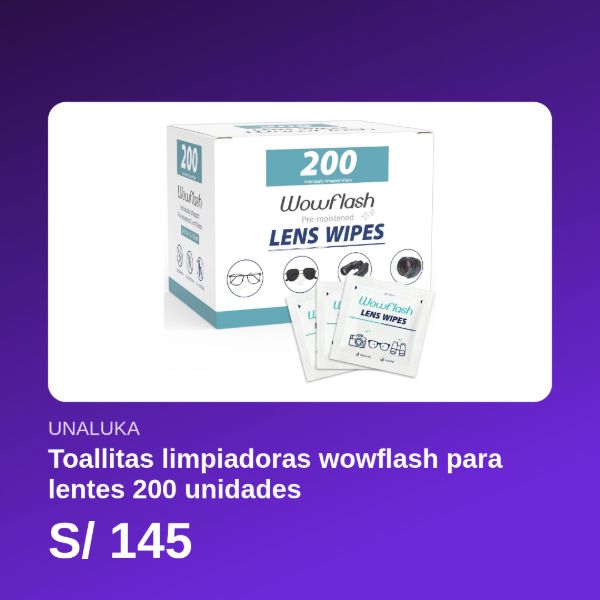 200
Individually Wrapped Wipes
Wowflash
Pre-moistened
LENS WIPES
200
Wowflash
Wowflash
LENS WIPES
UNALUKA
Toallitas limpiadoras wowflash para
lentes 200 unidades
S/ 145